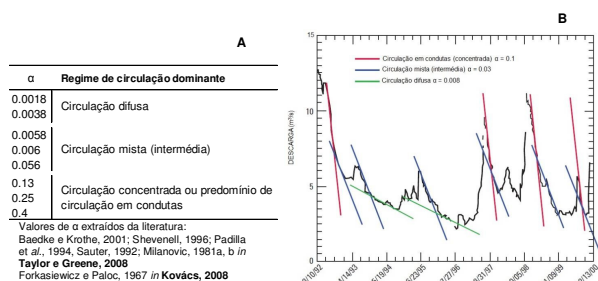 A
α Regime de circulação dominante
0.0018
0.0038
Circulação difusa
0.0058
0.006
0.056
Circulação mista (intermédia)
0.13
0.25
0.4
Circulação concentrada ou predomínio de
circulação em condutas
Valores de α extraídos da literatura:
Baedke e Krothe, 2001; Shevenell, 1996; Padilla
et al., 1994, Sauter, 1992; Milanovic, 1981a, b in
Taylor e Greene, 2008
Forkasiewicz e Paloc, 1967 in Kovács, 2008
B
15
10
5
0
DESCARGA(m³/s)
Circulação em condutas (concentrada) α = 0.1
Circulação mista (intermédia) α = 0.03
Circulação difusa α = 0.008